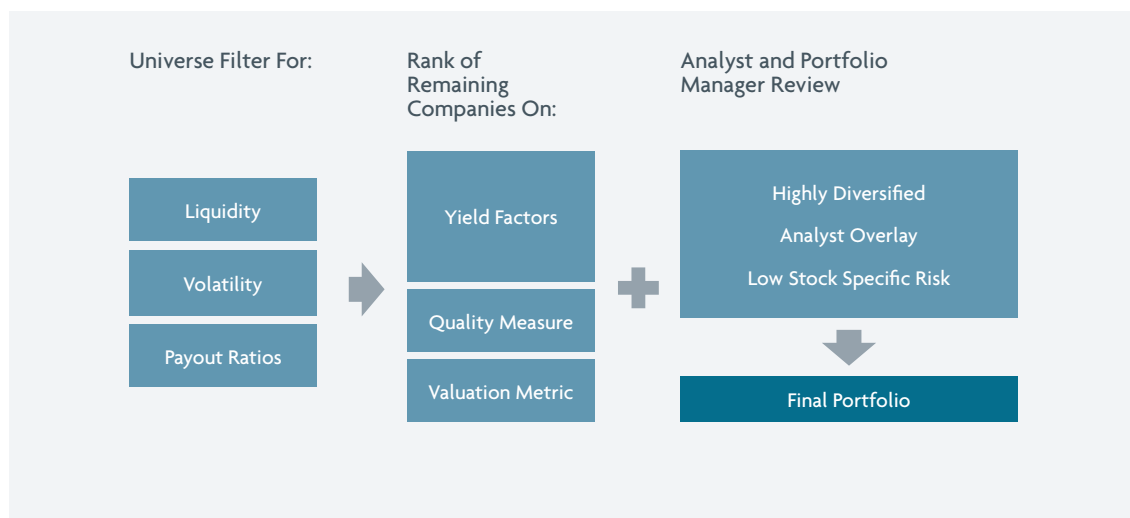 Universe Filter For:
Liquidity
Volatility
Payout Ratios
Rank of
Remaining
Companies On:
Yield Factors
Quality Measure
Valuation Metric
Analyst and Portfolio
Manager Review
Highly Diversified
Analyst Overlay
Low Stock Specific Risk
Final Portfolio